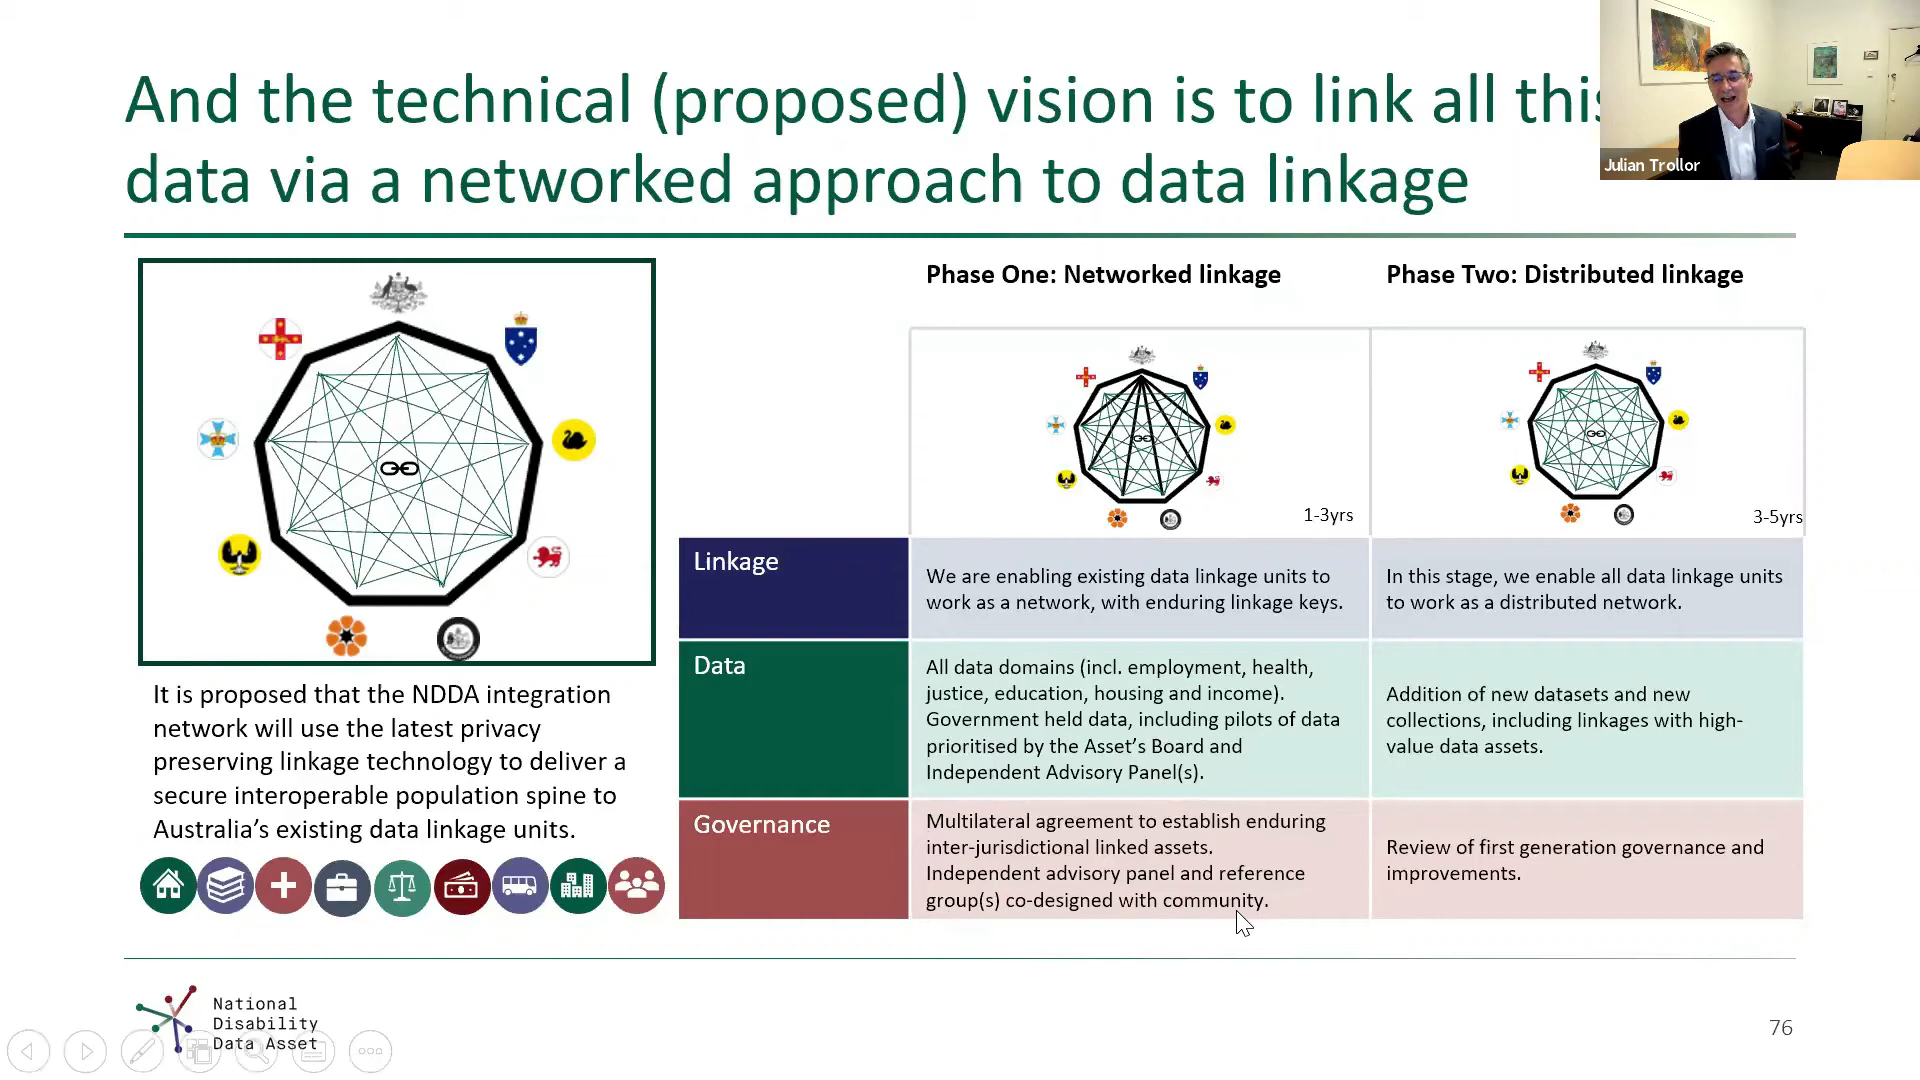 And the technical (proposed) vision is to link all this
data via a networked approach to data linkage
Julian Trollor
Phase One: Networked linkage
Phase Two: Distributed linkage
1-3yrs
3-5yrs
It is proposed that the NDDA integration
network will use the latest privacy
preserving linkage technology to deliver a
secure interoperable population spine to
Australia's existing data linkage units.
Linkage
We are enabling existing data linkage units to
work as a network, with enduring linkage keys.
In this stage, we enable all data linkage units
to work as a distributed network.
Data
All data domains (incl. employment, health,
justice, education, housing and income).
Government held data, including pilots of data
prioritised by the Asset's Board and
Independent Advisory Panel(s).
Addition of new datasets and new
collections, including linkages with high-
value data assets.
Governance
Multilateral agreement to establish enduring
inter-jurisdictional linked assets.
Independent advisory panel and reference
group(s) co-designed with community.
Review of first generation governance and
improvements.
National
Disability
Data Asset
76